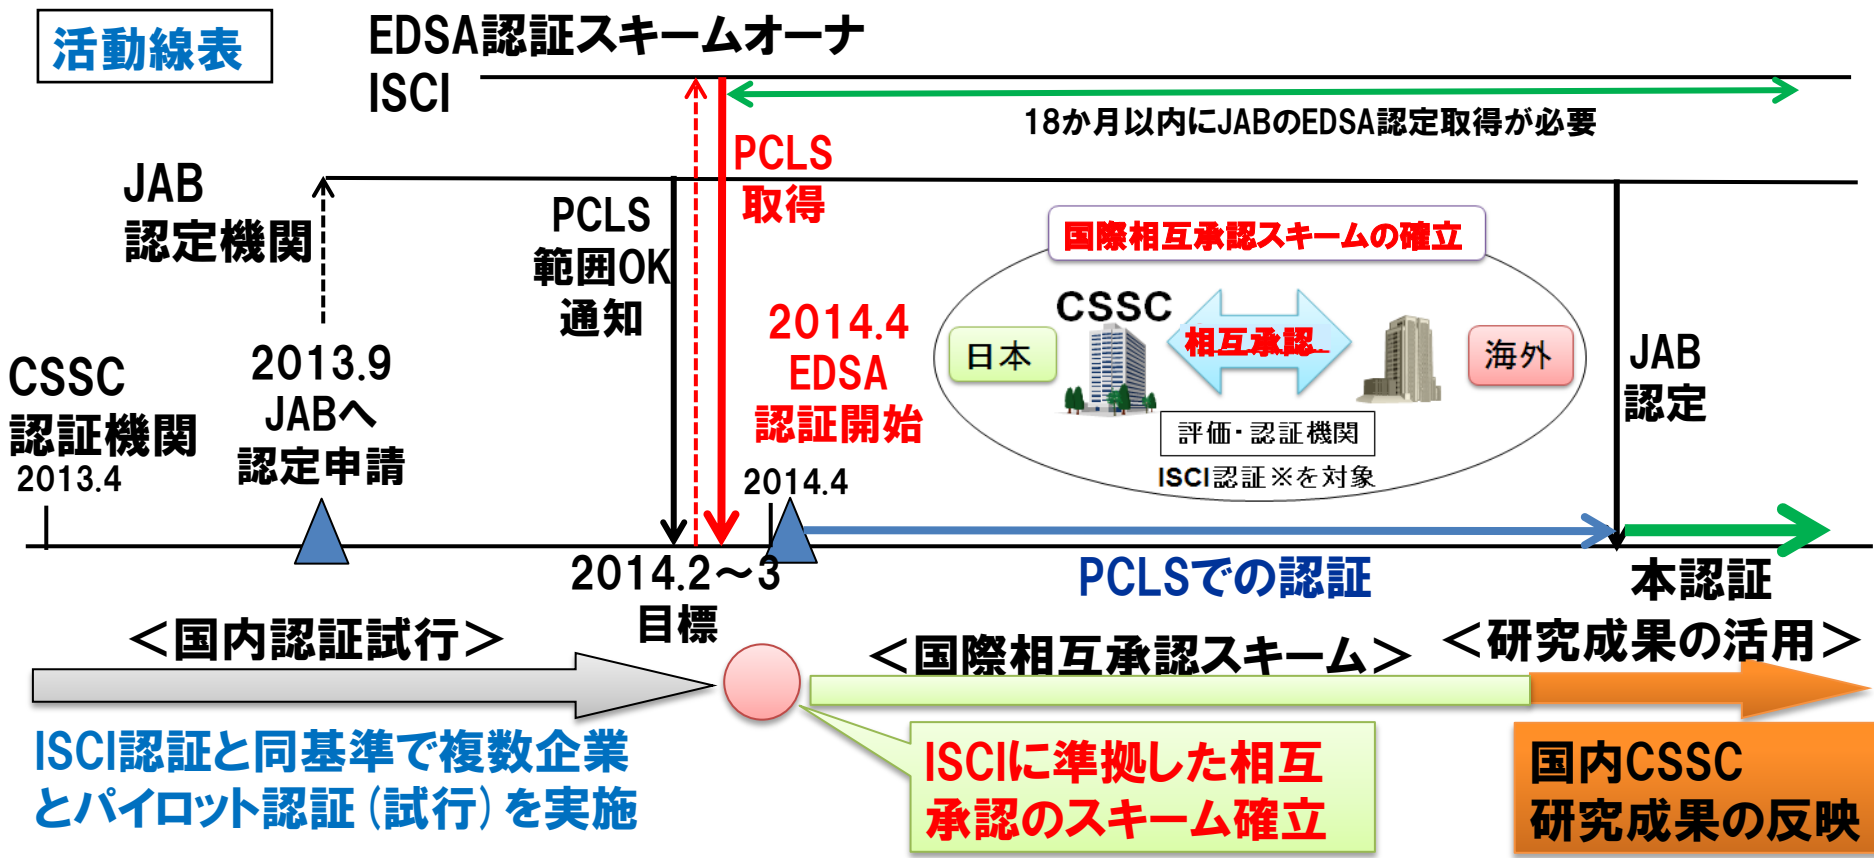 活動線表
EDSA認証スキームオーナ
ISCI
18か月以内にJABのEDSA認定取得が必要
JAB
認定機関
PCLS
範囲OK
通知
PCLS
取得
国際相互承認スキームの確立
CSSC
日本
相互承認
海外
評価・認証機関
ISCI認証※を対象
2014.4
EDSA
認証開始
JAB
認定
CSSC
認証機関
2013.4
2013.9
JABへ
認定申請
2014.4
2014.2～3
目標
PCLSでの認証
本認証
＜国内認証試行＞
＜国際相互承認スキーム＞
＜研究成果の活用＞
ISCI認証と同基準で複数企業
とパイロット認証(試行)を実施
ISCIに準拠した相互
承認のスキーム確立
国内CSSC
研究成果の反映